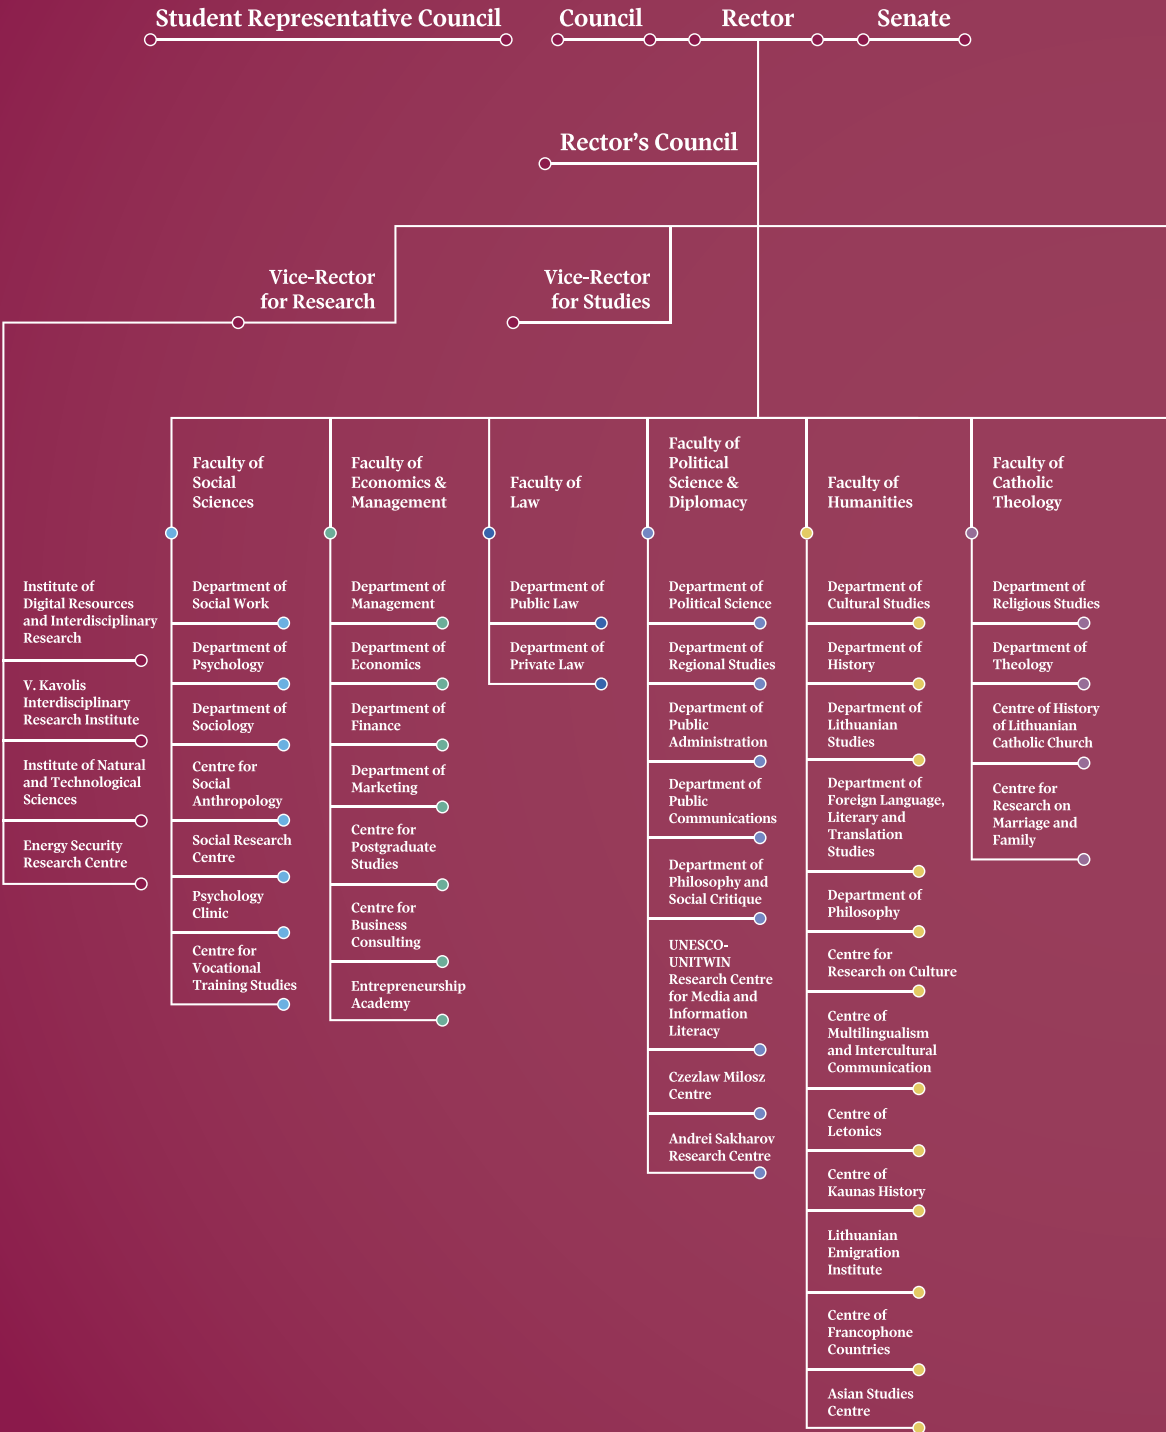 Student Representative Council
Council
Rector
Senate
Rector’s Council
Vice-Rector
for Research
Vice-Rector
for Studies
Institute of
Digital Resources
and Interdisciplinary
Research
V. Kavolis
Interdisciplinary
Research Institute
Institute of Natural
and Technological
Sciences
Energy Security
Research Centre
Faculty of
Social
Sciences
Department of
Social Work
Department of
Psychology
Department of
Sociology
Centre for
Social
Anthropology
Social Research
Centre
Psychology
Clinic
Centre for
Vocational
Training Studies
Faculty of
Economics &
Management
Department of
Management
Department of
Economics
Department of
Finance
Department of
Marketing
Centre for
Postgraduate
Studies
Centre for
Business
Consulting
Entrepreneurship
Academy
Faculty of
Law
Department of
Public Law
Department of
Private Law
Faculty of
Political
Science &
Diplomacy
Department of
Political Science
Department of
Regional Studies
Department of
Public
Administration
Department of
Public
Communications
Department of
Philosophy and
Social Critique
UNESCO-
UNITWIN
Research Centre
for Media and
Information
Literacy
Czezlaw Milosz
Centre
Andrei Sakharov
Research Centre
Faculty of
Humanities
Department of
Cultural Studies
Department of
History
Department of
Lithuanian
Studies
Department of
Foreign Language,
Literary and
Translation
Studies
Department of
Philosophy
Centre for
Research on Culture
Centre of
Multilingualism
and Intercultural
Communication
Centre of
Letonics
Centre of
Kaunas History
Lithuanian
Emigration
Institute
Centre of
Francophone
Countries
Asian Studies
Centre
Faculty of
Catholic
Theology
Department of
Religious Studies
Department of
Theology
Centre of History
of Lithuanian
Catholic Church
Centre for
Research on
Marriage and
Family